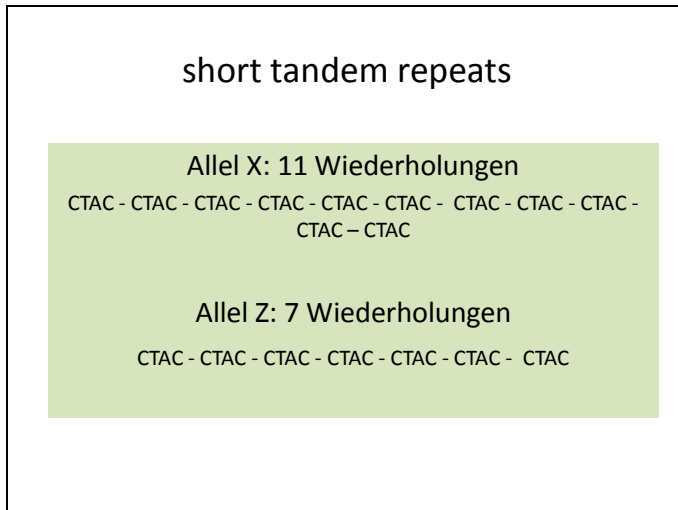 short tandem repeats
Allel X: 11 Wiederholungen
CTAC - CTAC - CTAC - CTAC - CTAC - CTAC - CTAC - CTAC - CTAC -
CTAC – CTAC
Allel Z: 7 Wiederholungen
CTAC - CTAC - CTAC - CTAC - CTAC - CTAC - CTAC